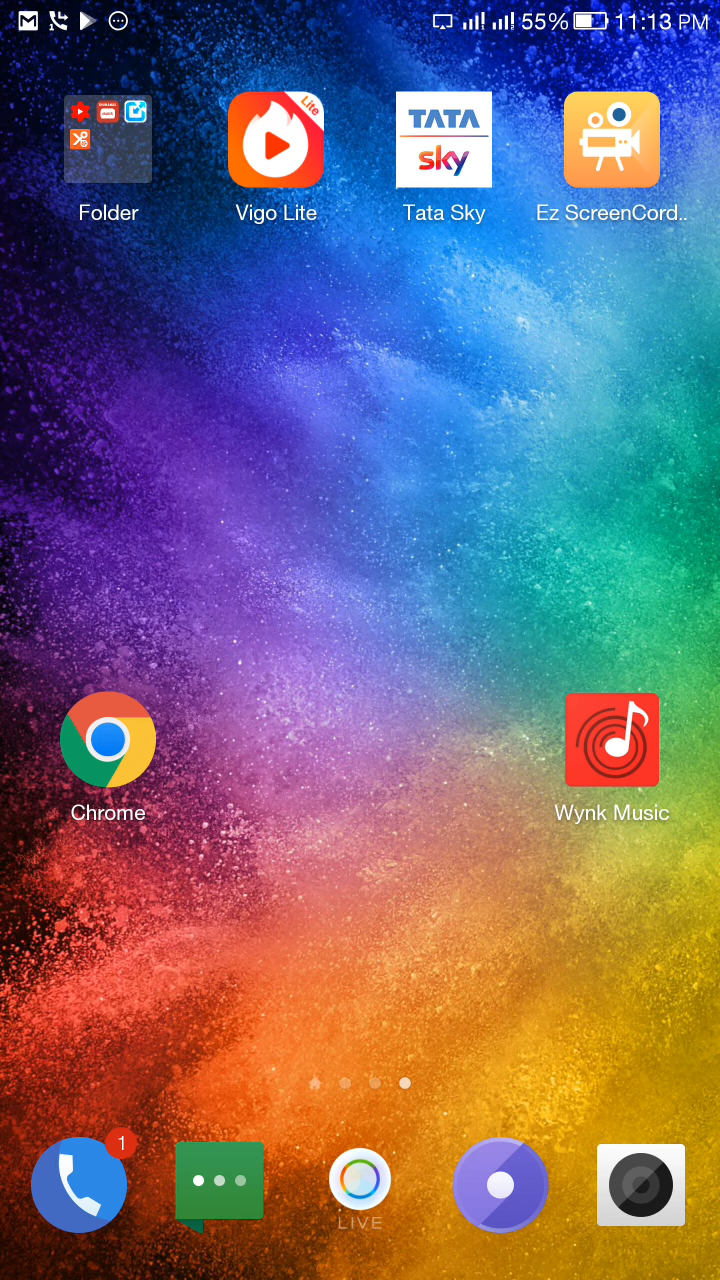 55% 11:13 PM
Lite
TATA
sky
Folder
Vigo Lite
Tata Sky
Ez ScreenCord..
Chrome
Wynk Music
1
LIVE